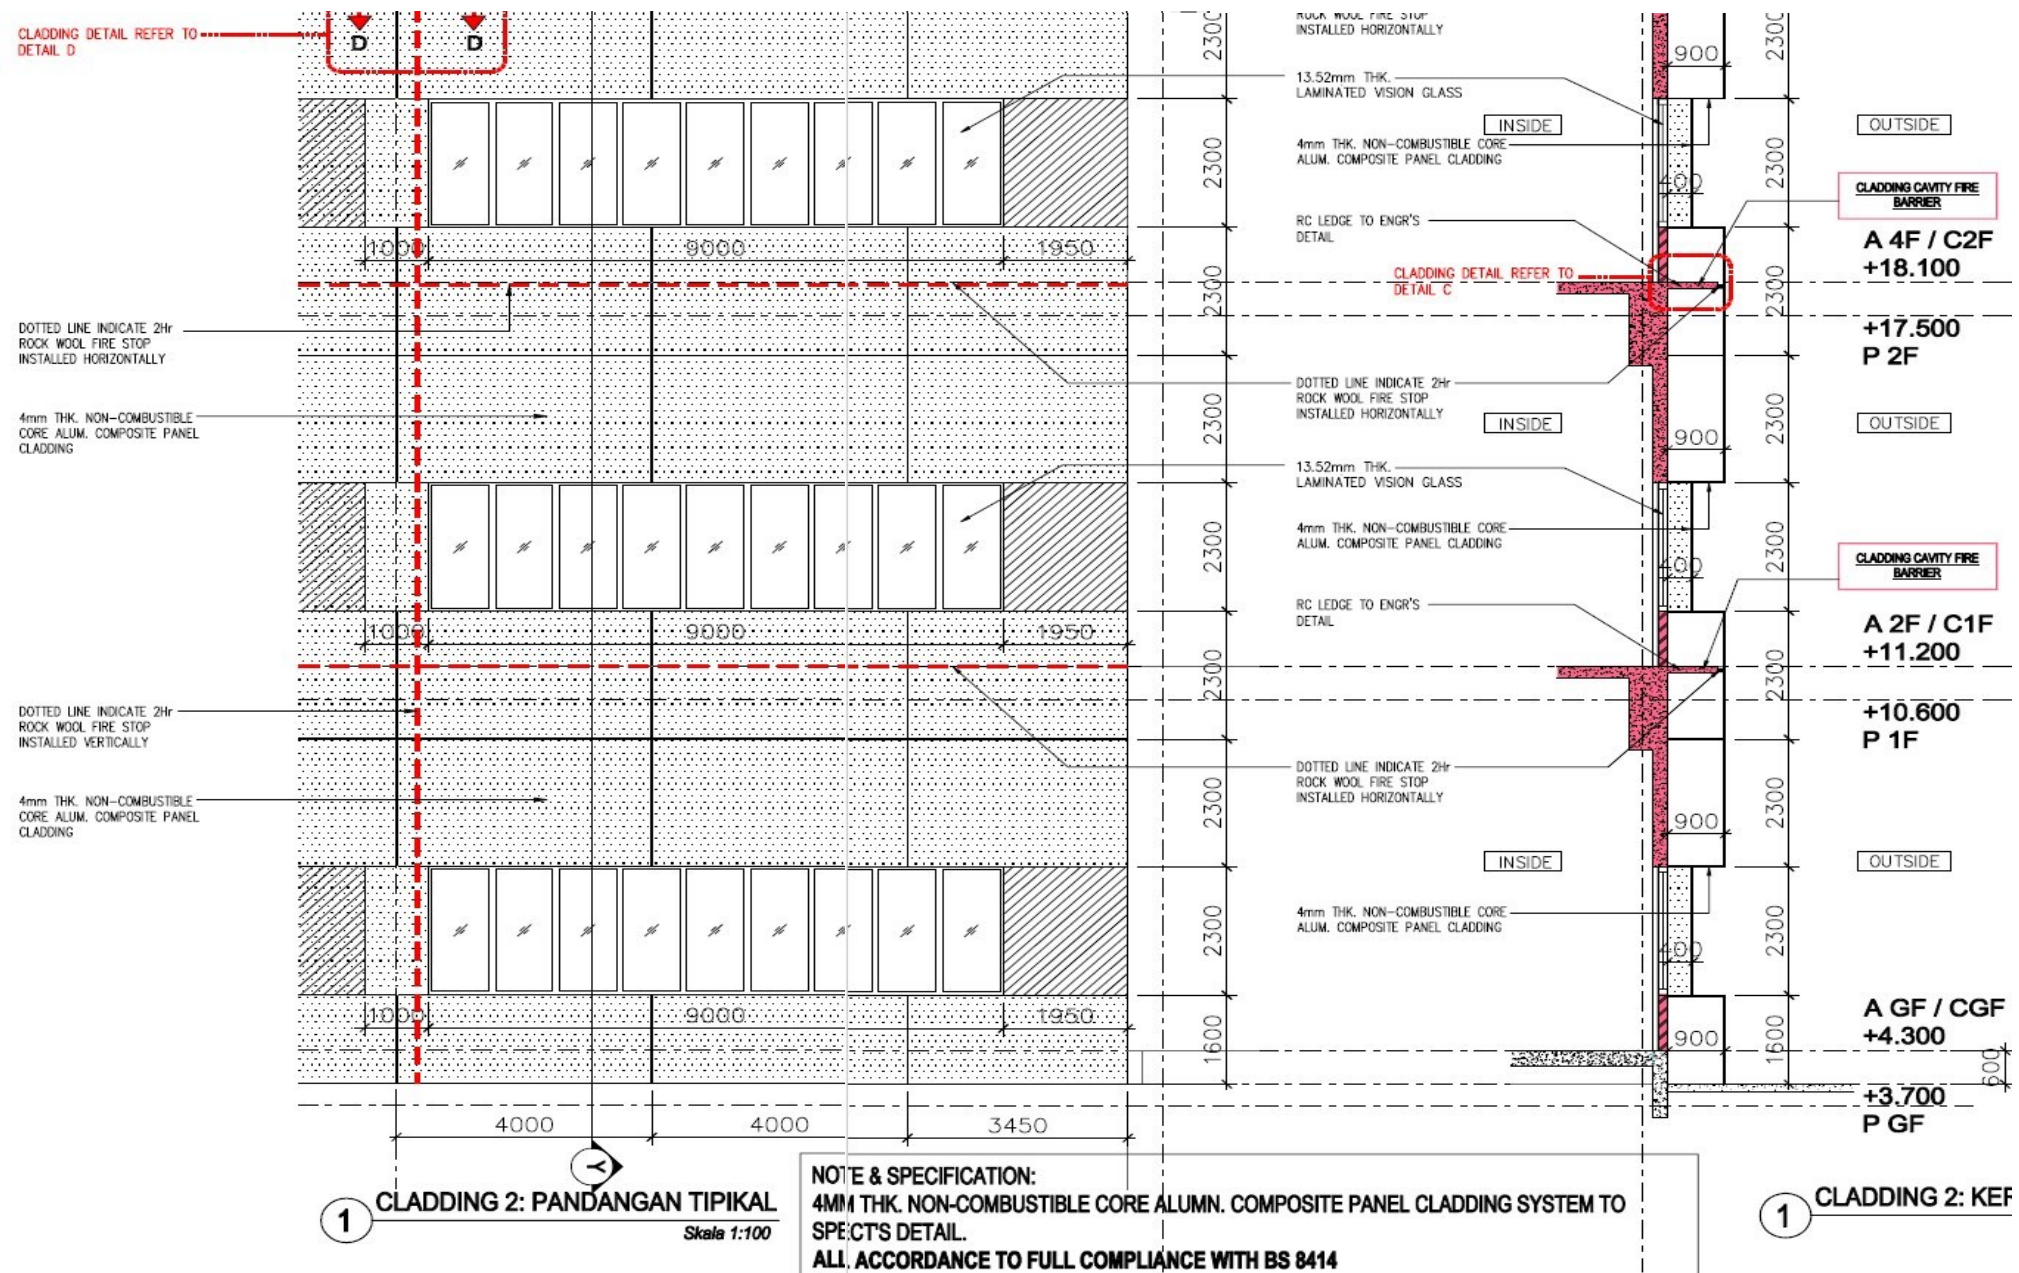 CLADDING DETAIL REFER TO
DETAIL D
D
D
DOTTED LINE INDICATE 2Hr
ROCK WOOL FIRE STOP
INSTALLED HORIZONTALLY
4mm THK. NON-COMBUSTIBLE
CORE ALUM. COMPOSITE PANEL
CLADDING
DOTTED LINE INDICATE 2Hr
ROCK WOOL FIRE STOP
INSTALLED VERTICALLY
4mm THK. NON-COMBUSTIBLE
CORE ALUM. COMPOSITE PANEL
CLADDING
1000
9000
1950
1000
9000
1950
1000
9000
1950
4000
4000
3450
2300
2300
2300
2300
2300
2300
2300
2300
1600
ROCK WOOL FIRE STOP
INSTALLED HORIZONTALLY
13.52mm THK.
LAMINATED VISION GLASS
INSIDE
4mm THK. NON-COMBUSTIBLE CORE
ALUM. COMPOSITE PANEL CLADDING
RC LEDGE TO ENGR'S
DETAIL
CLADDING DETAIL REFER TO
DETAIL C
DOTTED LINE INDICATE 2Hr
ROCK WOOL FIRE STOP
INSTALLED HORIZONTALLY
INSIDE
13.52mm THK.
LAMINATED VISION GLASS
4mm THK. NON-COMBUSTIBLE CORE
ALUM. COMPOSITE PANEL CLADDING
RC LEDGE TO ENGR'S
DETAIL
DOTTED LINE INDICATE 2Hr
ROCK WOOL FIRE STOP
INSTALLED HORIZONTALLY
INSIDE
4mm THK. NON-COMBUSTIBLE CORE
ALUM. COMPOSITE PANEL CLADDING
900
400
900
400
900
400
900
2300
2300
2300
2300
2300
2300
2300
2300
1600
OUTSIDE
CLADDING CAVITY FIRE
BARRIER
A 4F / C2F
+18.100
+17.500
P 2F
OUTSIDE
CLADDING CAVITY FIRE
BARRIER
A 2F / C1F
+11.200
+10.600
P 1F
OUTSIDE
A GF / CGF
+4.300
600
+3.700
P GF
Y
1
CLADDING 2: PANDANGAN TIPIKAL
Skala 1:100
NOTE & SPECIFICATION:
4MM THK. NON-COMBUSTIBLE CORE ALUMN. COMPOSITE PANEL CLADDING SYSTEM TO
SPECT'S DETAIL.
ALL ACCORDANCE TO FULL COMPLIANCE WITH BS 8414
1
CLADDING 2: KER